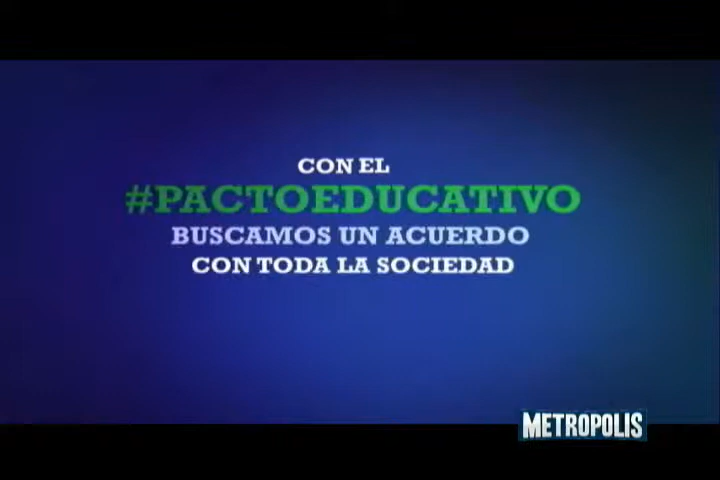 CON EL
#PACTOEDUCATIVO
BUSCAMOS UN ACUERDO
CON TODA LA SOCIEDAD
METROPOLIS